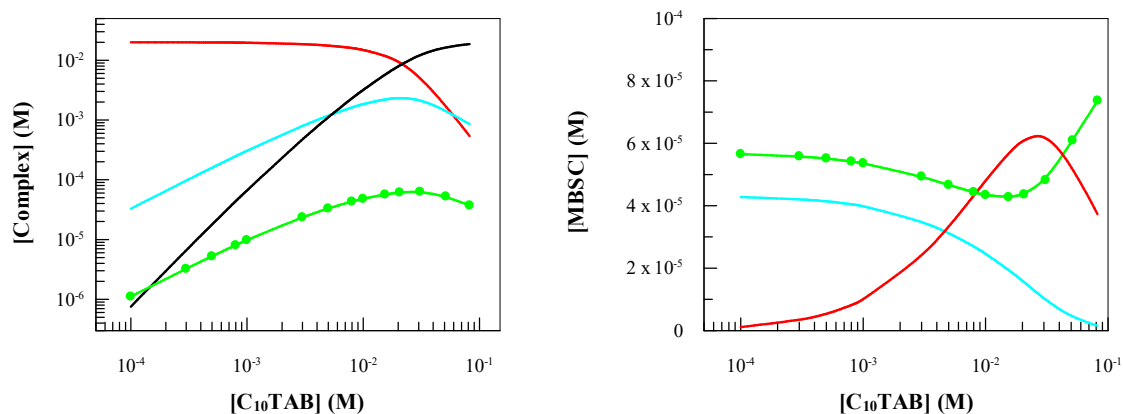 [Complex] (M)
10⁻²
10⁻³
10⁻⁴
10⁻⁵
10⁻⁶
10⁻⁴
10⁻³
10⁻²
10⁻¹
[C₁₀TAB] (M)
[MBSC] (M)
10⁻⁴
8 x 10⁻⁵
6 x 10⁻⁵
4 x 10⁻⁵
2 x 10⁻⁵
0
10⁻⁴
10⁻³
10⁻²
10⁻¹
[C₁₀TAB] (M)